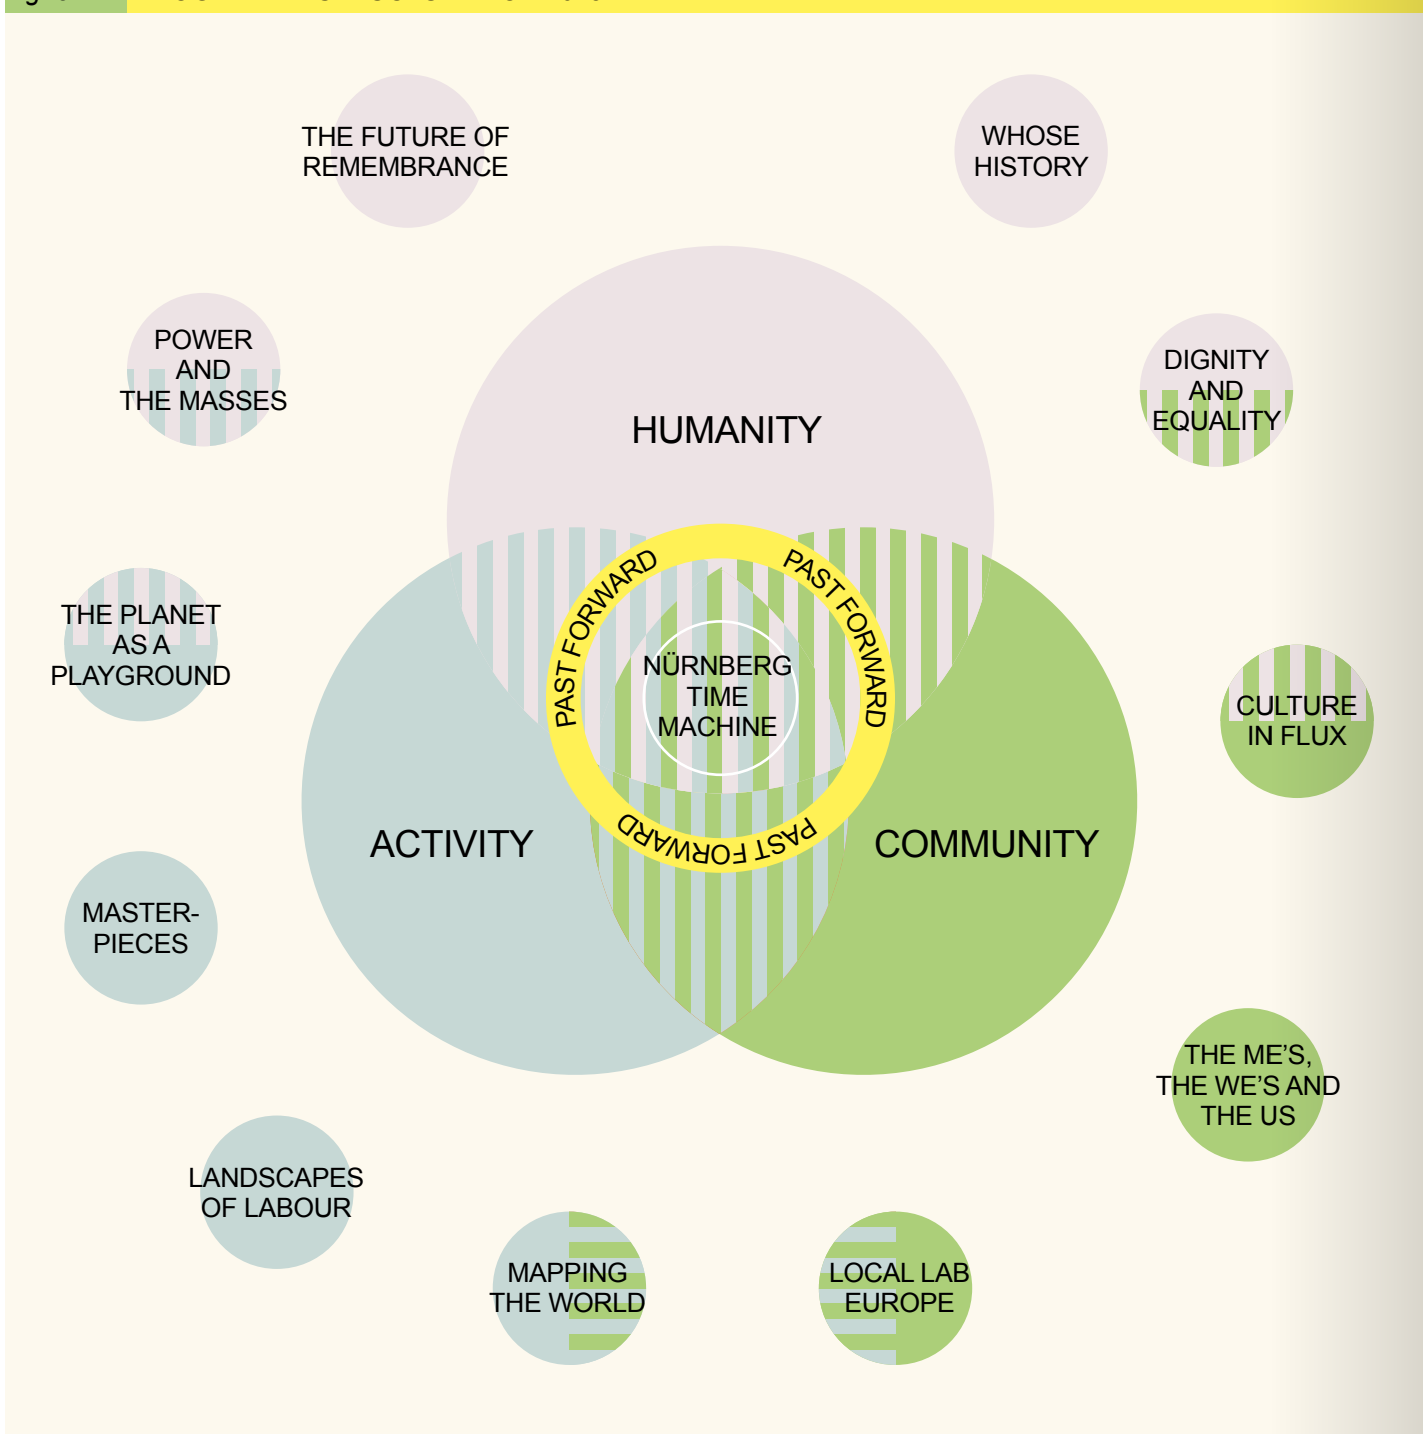 THE FUTURE OF
REMEMBRANCE
WHOSE
HISTORY
POWER
AND
THE MASSES
DIGNITY
AND
EQUALITY
HUMANITY
PAST FORWARD
PAST FORWARD
THE PLANET
AS A
PLAYGROUND
NÜRNBERG
TIME
MACHINE
CULTURE
IN FLUX
PAST FORWARD
ACTIVITY
COMMUNITY
MASTER-
PIECES
THE ME'S,
THE WE'S AND
THE US
LANDSCAPES
OF LABOUR
MAPPING
THE WORLD
LOCAL LAB
EUROPE